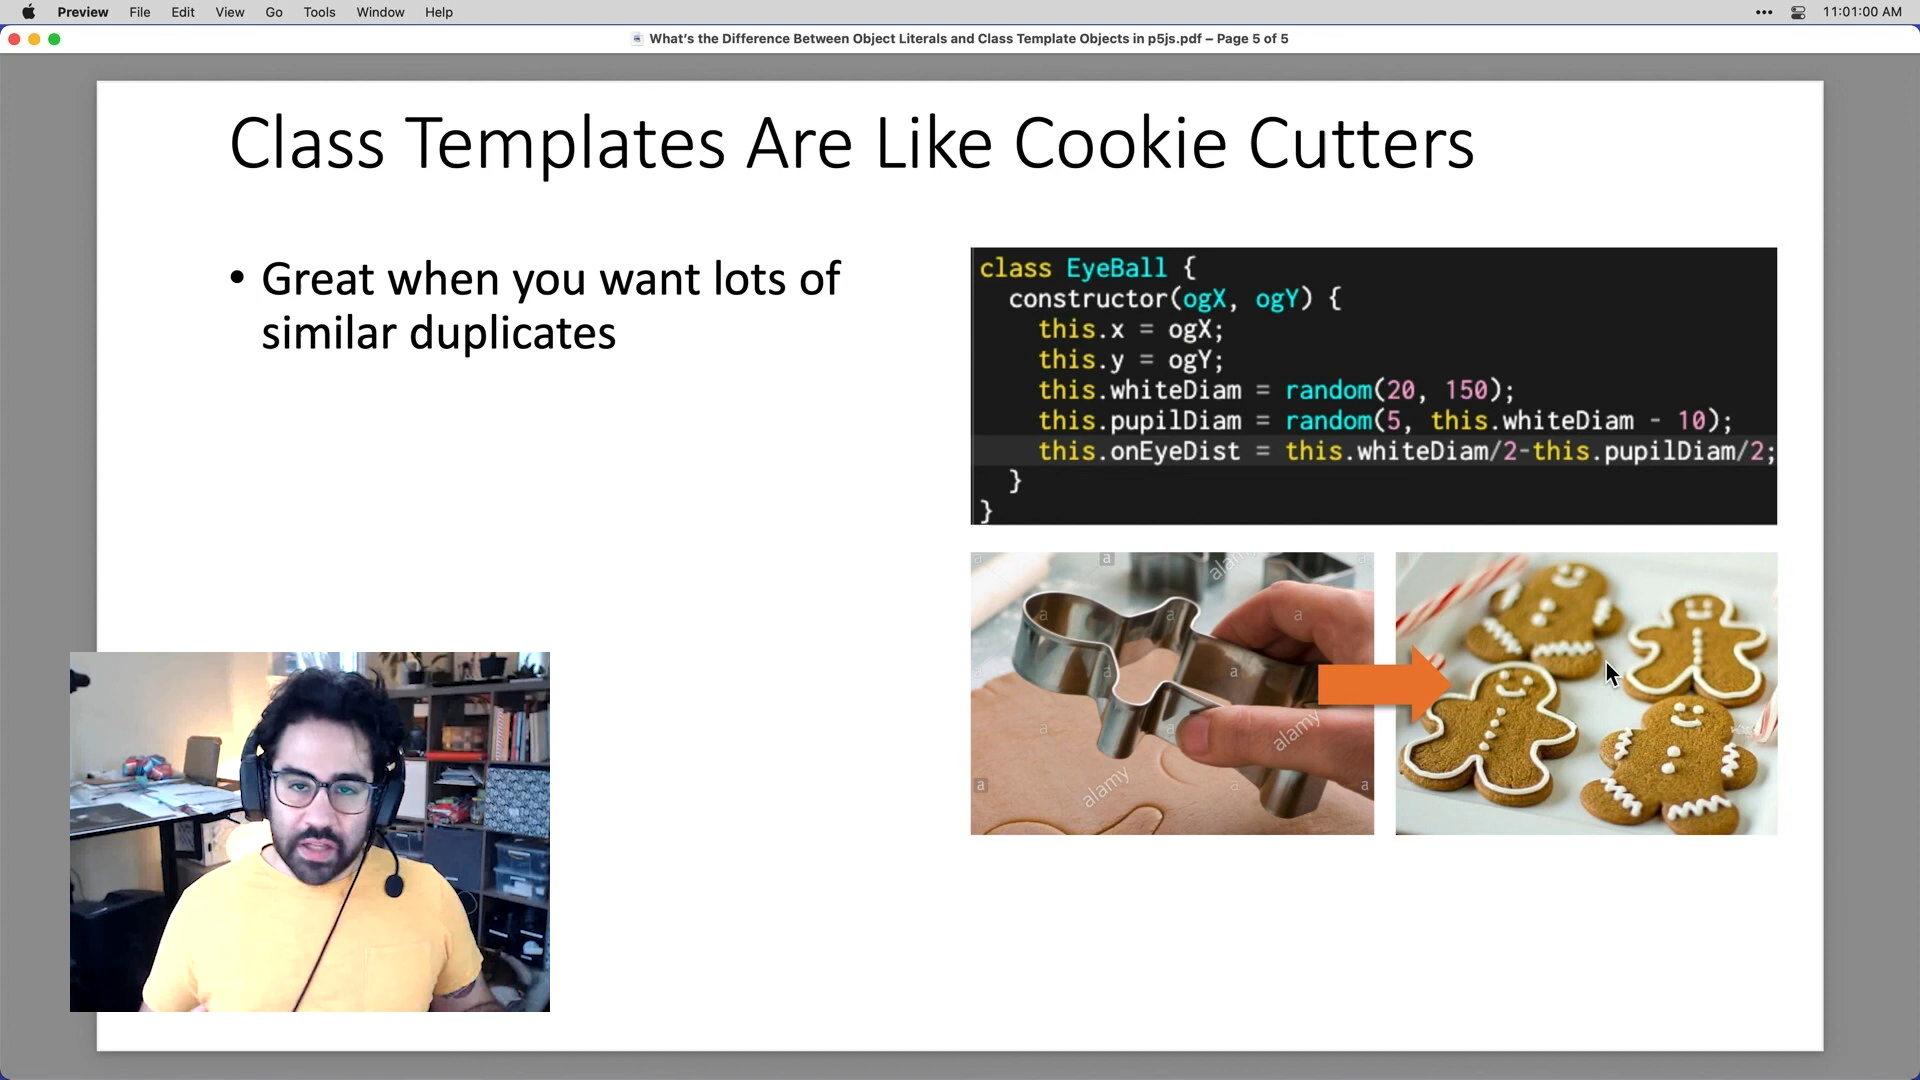 Preview File Edit View Go Tools Window Help
11:01:00 AM
What's the Difference Between Object Literals and Class Template Objects in p5js.pdf – Page 5 of 5
Class Templates Are Like Cookie Cutters
• Great when you want lots of
similar duplicates
class EyeBall {
constructor(ogX, ogY) {
this.x = ogX;
this.y = ogY;
this.whiteDiam = random(20, 150);
this.pupilDiam = random(5, this.whiteDiam - 10);
this.onEyeDist = this.whiteDiam/2-this.pupilDiam/2;
}
}
alamy
alamy
alamy